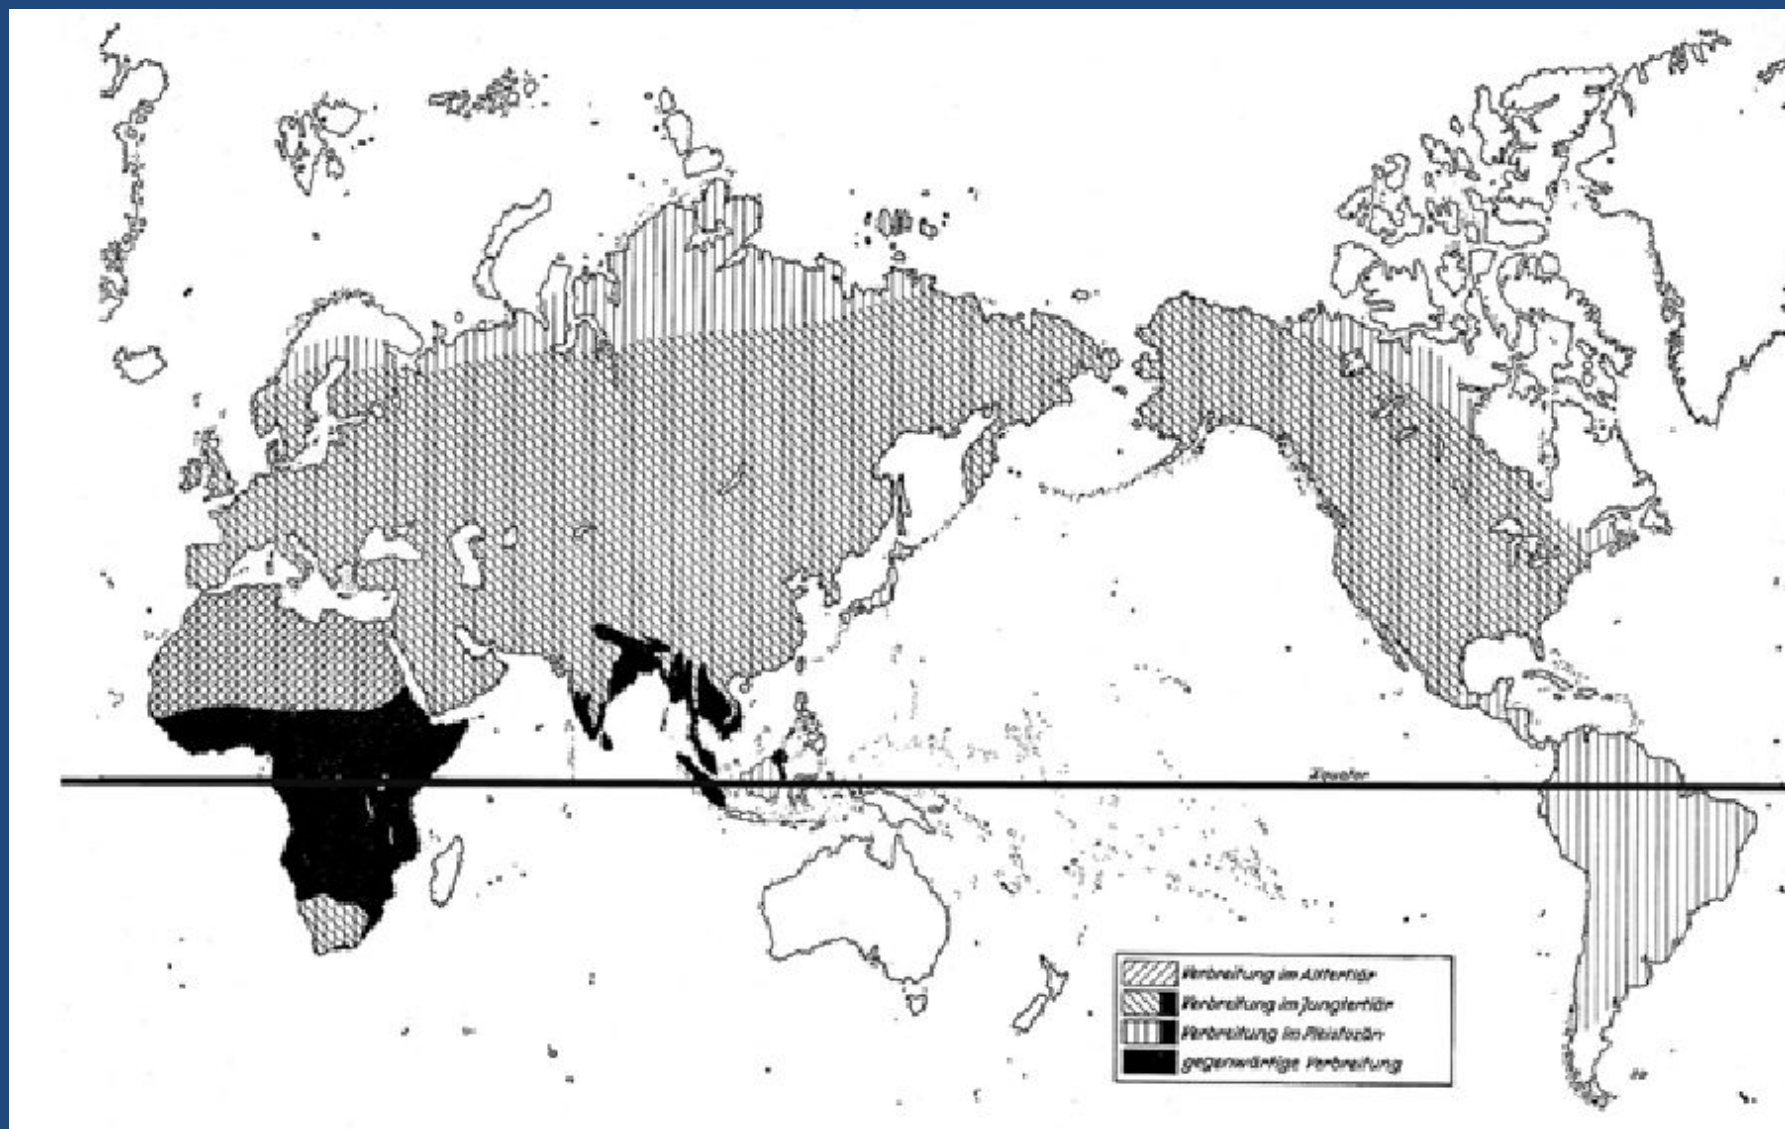 Äquator
Verbreitung im Alttertiär
Verbreitung im Jungtertiär
Verbreitung im Pleistozän
gegenwärtige Verbreitung